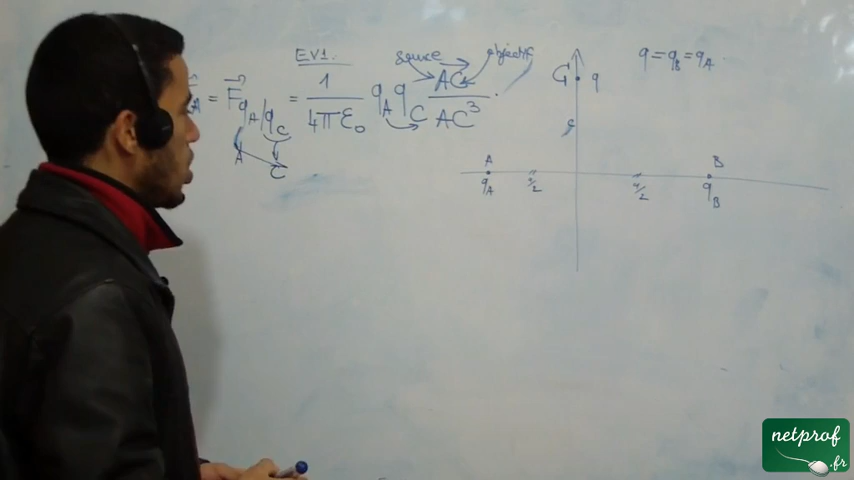 EV1.
source objectif
A = F qA/qC = 1/4πε₀ qA qC AC/AC³ .
A
C
q = qB = qA
C q
A B
qA a/2 a/2 qB
netprof
.fr